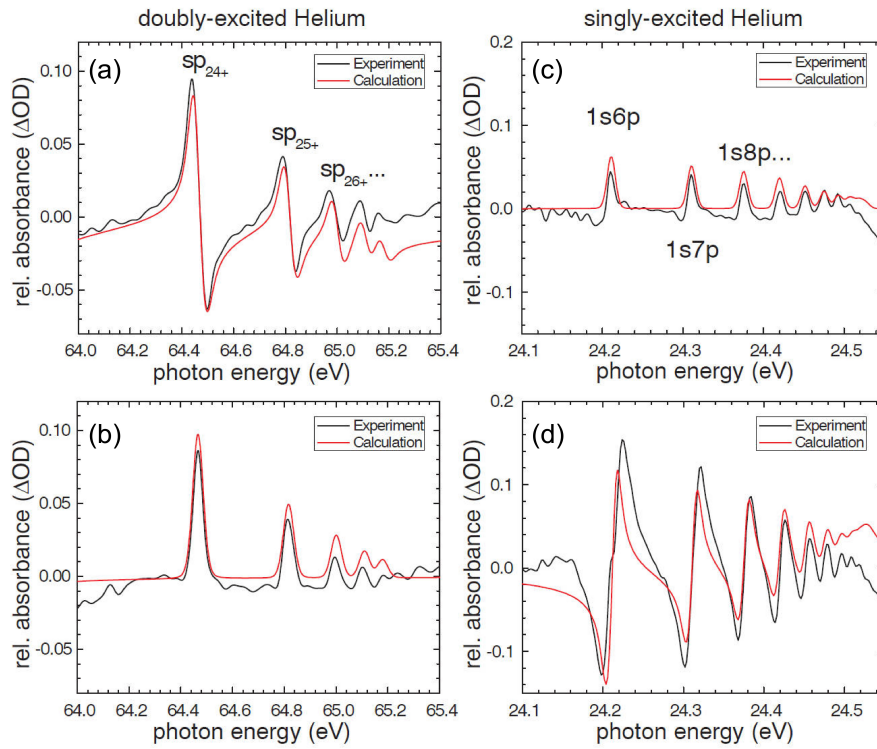 doubly-excited Helium
singly-excited Helium
(a)
sp24+
sp25+
sp26+...
Experiment
Calculation
rel. absorbance (ΔOD)
0.10
0.05
0.00
-0.05
64.0 64.2 64.4 64.6 64.8 65.0 65.2 65.4
photon energy (eV)
(c)
1s6p
1s7p
1s8p...
Experiment
Calculation
rel. absorbance (ΔOD)
0.2
0.1
0.0
-0.1
24.1 24.2 24.3 24.4 24.5
photon energy (eV)
(b)
Experiment
Calculation
rel. absorbance (ΔOD)
0.10
0.05
0.00
-0.05
64.0 64.2 64.4 64.6 64.8 65.0 65.2 65.4
photon energy (eV)
(d)
Experiment
Calculation
rel. absorbance (ΔOD)
0.2
0.1
0.0
-0.1
24.1 24.2 24.3 24.4 24.5
photon energy (eV)